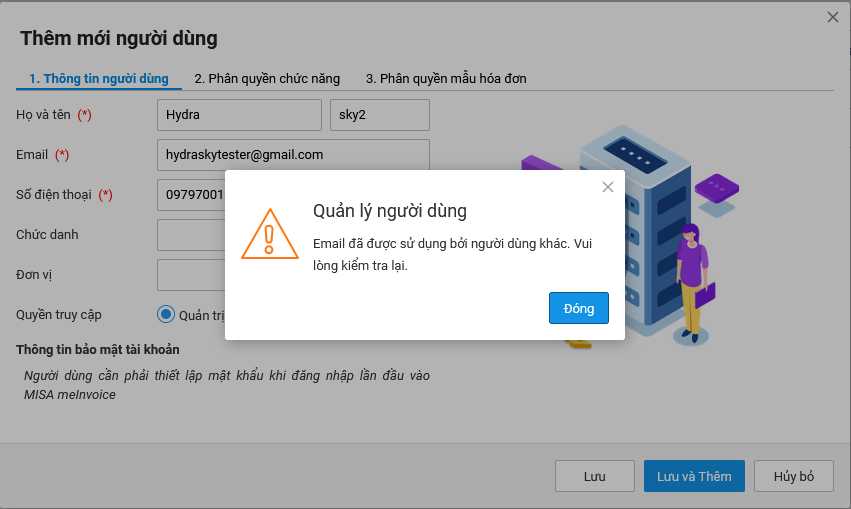 Thêm mới người dùng
1. Thông tin người dùng 2. Phân quyền chức năng 3. Phân quyền mẫu hóa đơn
Họ và tên (*) Hydra sky2
Email (*) hydraskytester@gmail.com
Số điện thoại (*) 09797001
Chức danh
Đơn vị
Quyền truy cập Quản trị
Quản lý người dùng
Email đã được sử dụng bởi người dùng khác. Vui
lòng kiểm tra lại.
Đóng
Thông tin bảo mật tài khoản
Người dùng cần phải thiết lập mật khẩu khi đăng nhập lần đầu vào
MISA meInvoice
Lưu Lưu và Thêm Hủy bỏ